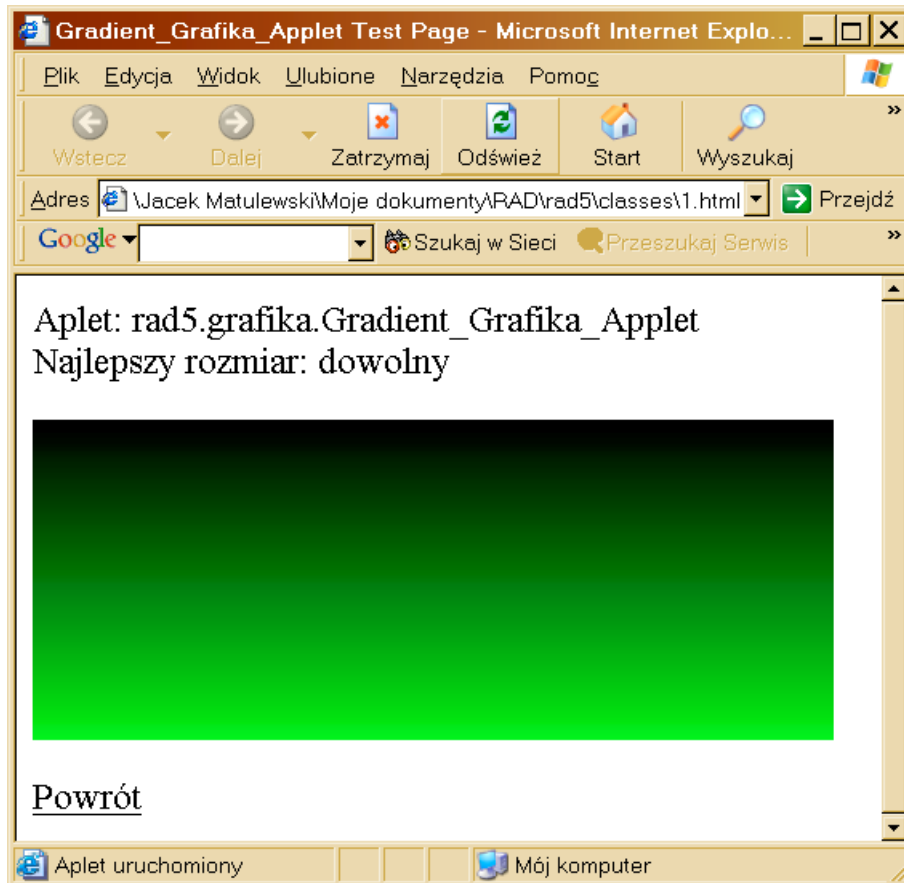 Gradient_Grafika_Applet Test Page - Microsoft Internet Explo...
Plik Edycja Widok Ulubione Narzędzia Pomoc
»
Wstecz Dalej Zatrzymaj Odśwież Start Wyszukaj
Adres \Jacek Matulewski\Moje dokumenty\RAD\rad5\classes\1.html Przejdź
Google Szukaj w Sieci Przeszukaj Serwis »
Aplet: rad5.grafika.Gradient_Grafika_Applet
Najlepszy rozmiar: dowolny
Powrót
Aplet uruchomiony Mój komputer